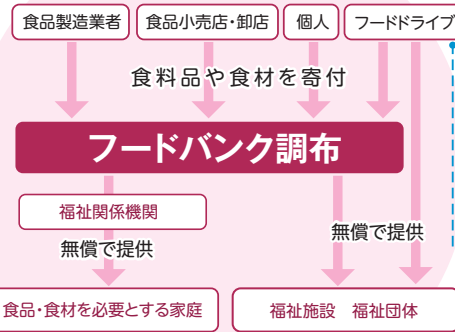 食品製造業者 食品小売店・卸店 個人 フードドライブ
食料品や食材を寄付
フードバンク調布
福祉関係機関
無償で提供 無償で提供
食品・食材を必要とする家庭 福祉施設 福祉団体